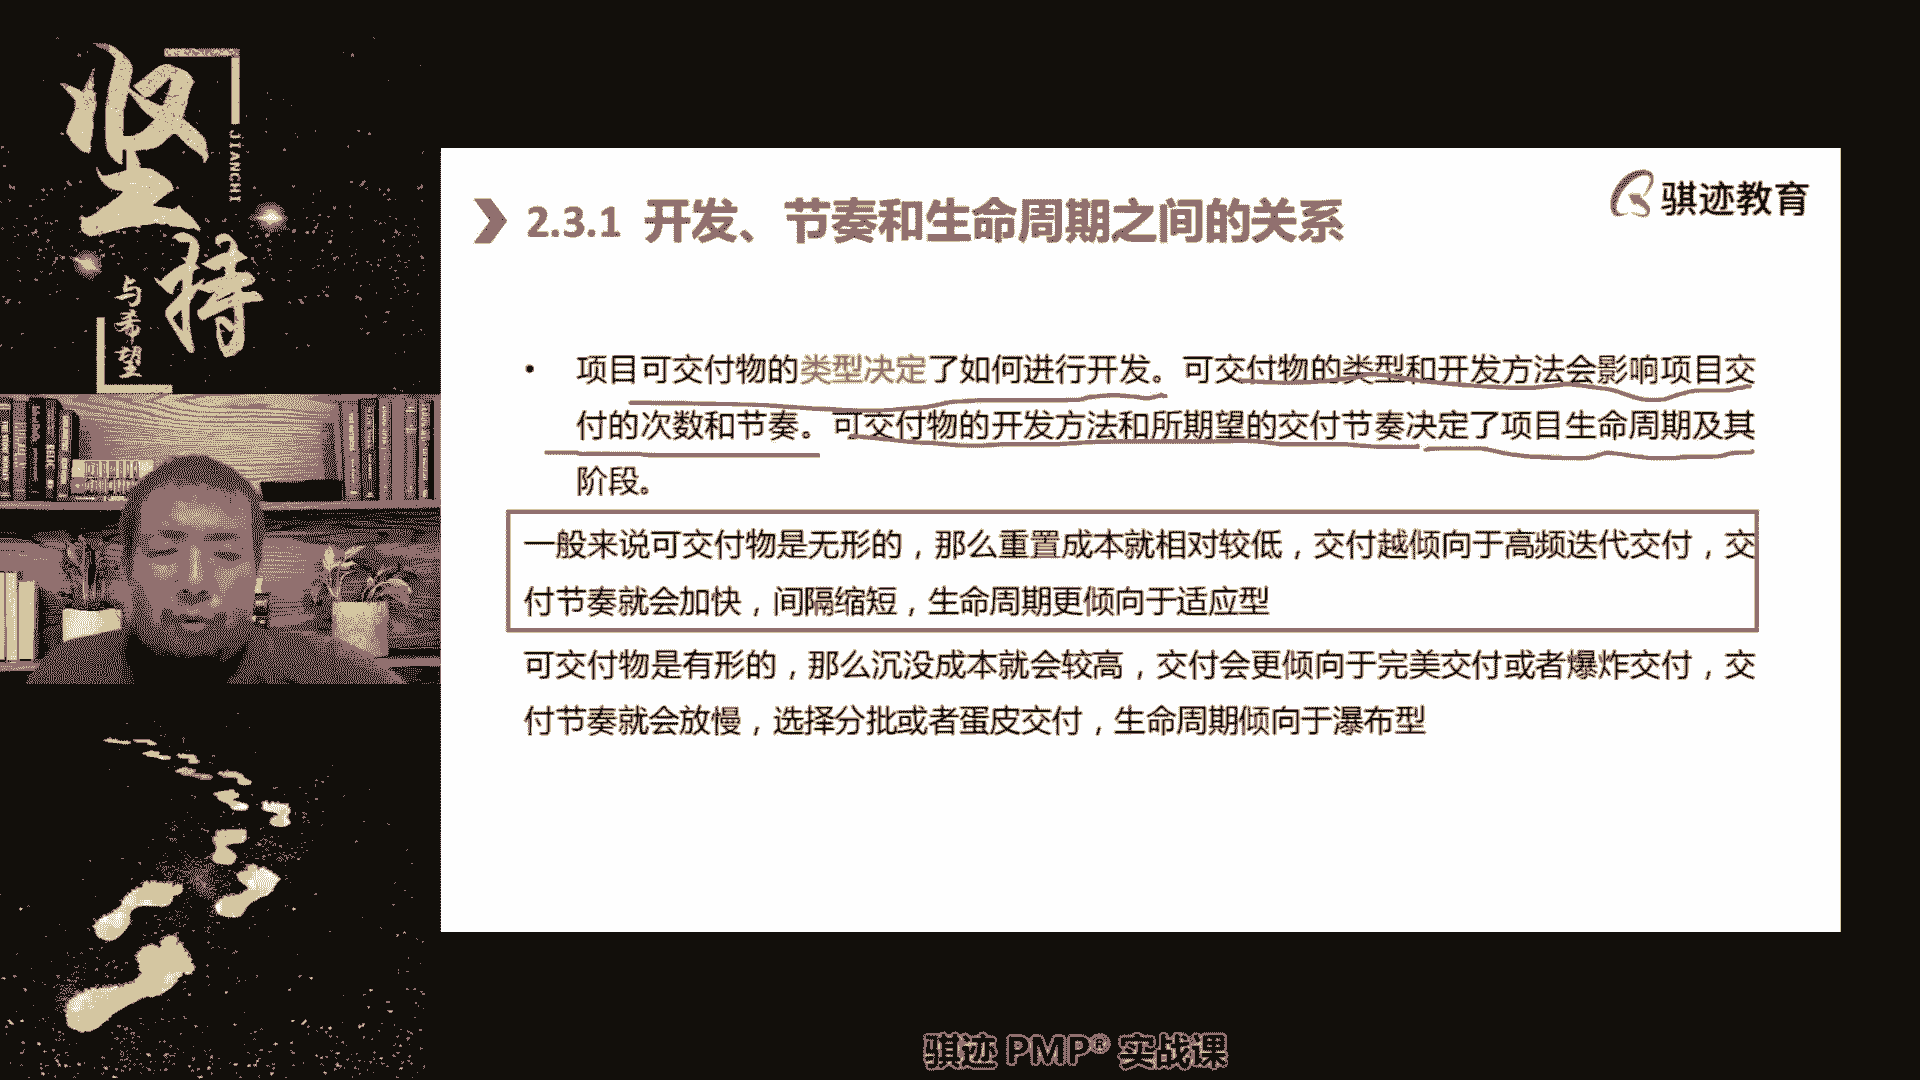 坚持
JIANCHI
与希望
骐迹教育
2.3.1 开发、节奏和生命周期之间的关系
• 项目可交付物的类型决定了如何进行开发。可交付物的类型和开发方法会影响项目交
付的次数和节奏。可交付物的开发方法和所期望的交付节奏决定了项目生命周期及其
阶段。
一般来说可交付物是无形的，那么重置成本就相对较低，交付越倾向于高频迭代交付，交
付节奏就会加快，间隔缩短，生命周期更倾向于适应型
可交付物是有形的，那么沉没成本就会较高，交付会更倾向于完美交付或者爆炸交付，交
付节奏就会放慢，选择分批或者蛋皮交付，生命周期倾向于瀑布型
骐迹 PMP® 实战课